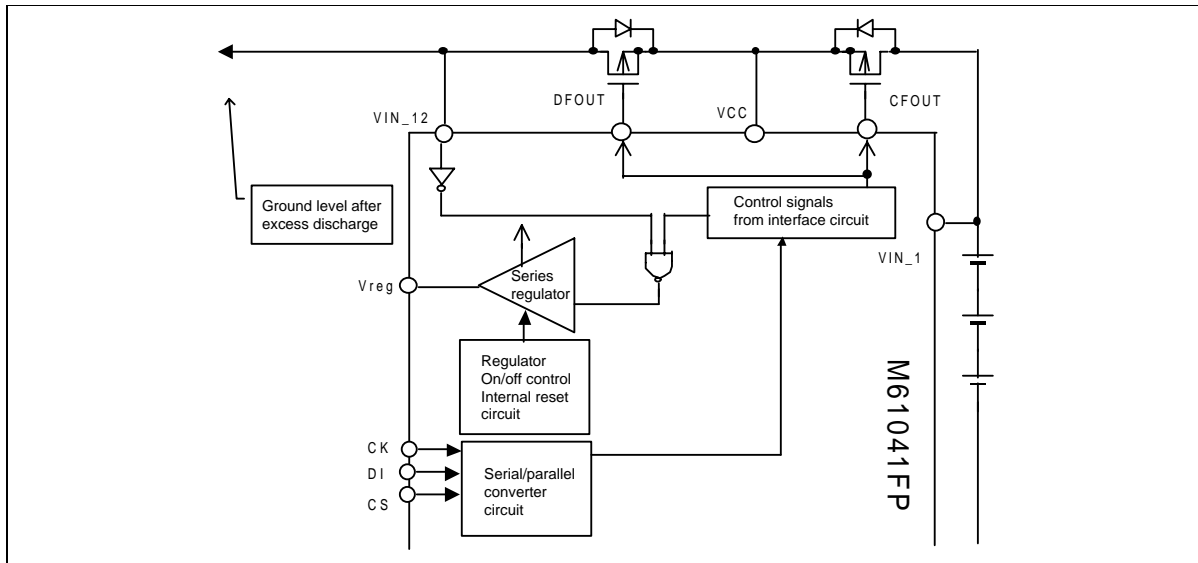 DFOUT
CFOUT
VCC
VIN_12
Ground level after
excess discharge
Control signals
from interface circuit
VIN_1
Series
regulator
Vreg
Regulator
On/off control
Internal reset
circuit
M61041FP
CK
DI
CS
Serial/parallel
converter
circuit